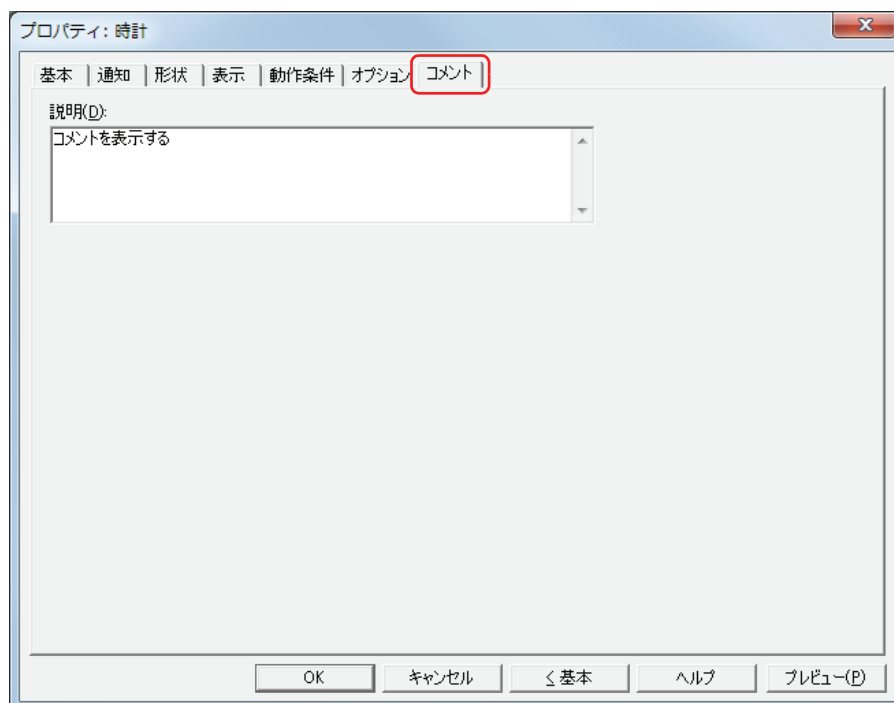 プロパティ: 時計
基本 通知 形状 表示 動作条件 オプション コメント
説明(D):
コメントを表示する
OK キャンセル < 基本 ヘルプ プレビュー(P)